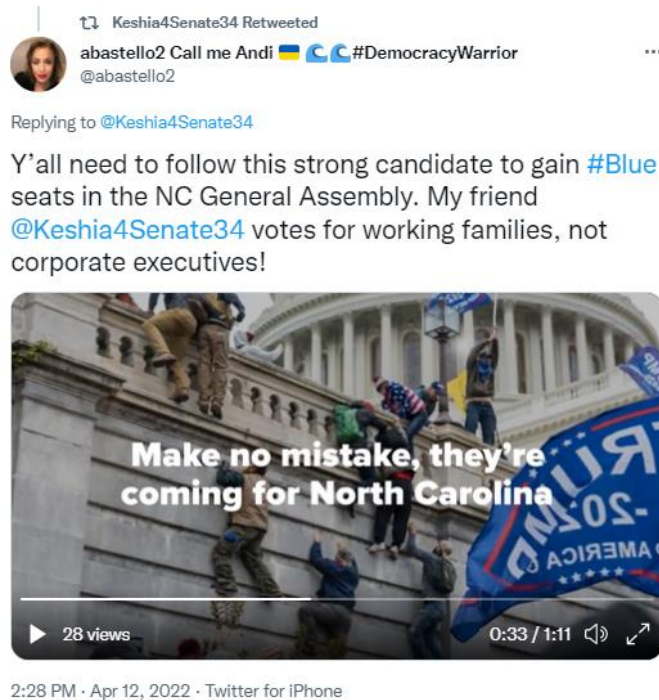 Keshia4Senate34 Retweeted
abastello2 Call me Andi 🇺🇦 🌊🌊#DemocracyWarrior
@abastello2
Replying to @Keshia4Senate34
Y’all need to follow this strong candidate to gain #Blue
seats in the NC General Assembly. My friend
@Keshia4Senate34 votes for working families, not
corporate executives!
Make no mistake, they’re
coming for North Carolina
TRUMP
-2020-
AMERICA
28 views
0:33 / 1:11
2:28 PM · Apr 12, 2022 · Twitter for iPhone